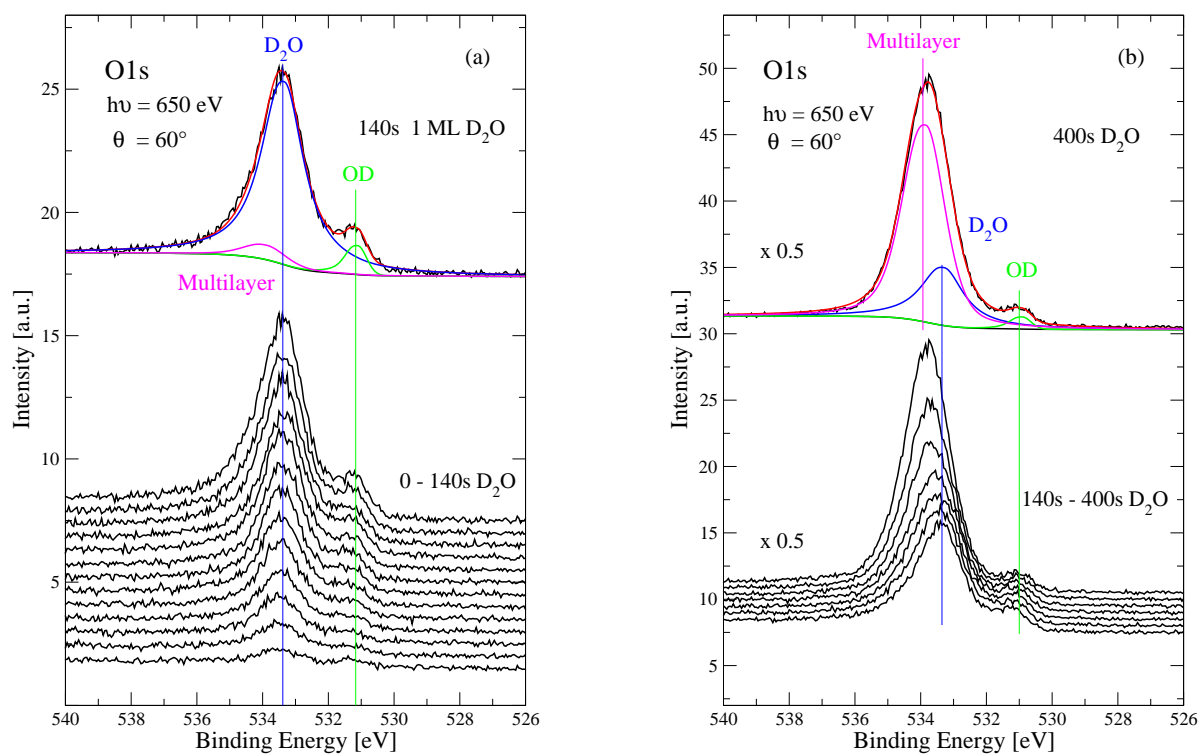 D₂O
(a)
O1s
hυ = 650 eV
θ = 60°
140s 1 ML D₂O
OD
Multilayer
0 - 140s D₂O
25
20
15
10
5
Intensity [a.u.]
540 538 536 534 532 530 528 526
Binding Energy [eV]
Multilayer
(b)
O1s
hυ = 650 eV
θ = 60°
400s D₂O
D₂O
x 0.5
OD
140s - 400s D₂O
x 0.5
50
45
40
35
30
25
20
15
10
5
Intensity [a.u.]
540 538 536 534 532 530 528 526
Binding Energy [eV]